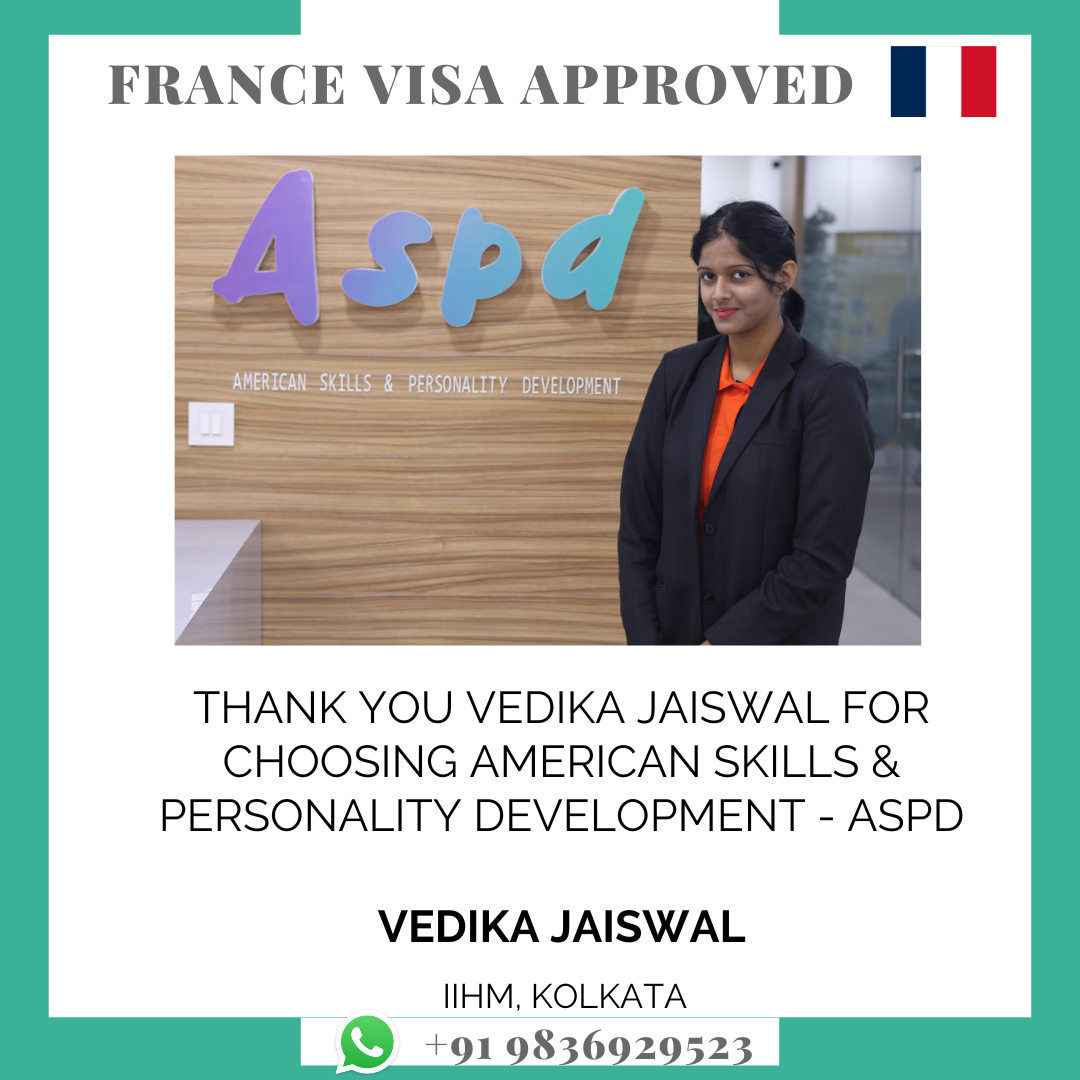 FRANCE VISA APPROVED
Aspd
AMERICAN SKILLS & PERSONALITY DEVELOPMENT
THANK YOU VEDIKA JAISWAL FOR
CHOOSING AMERICAN SKILLS &
PERSONALITY DEVELOPMENT - ASPD
VEDIKA JAISWAL
IIHM, KOLKATA
+91 9836929523